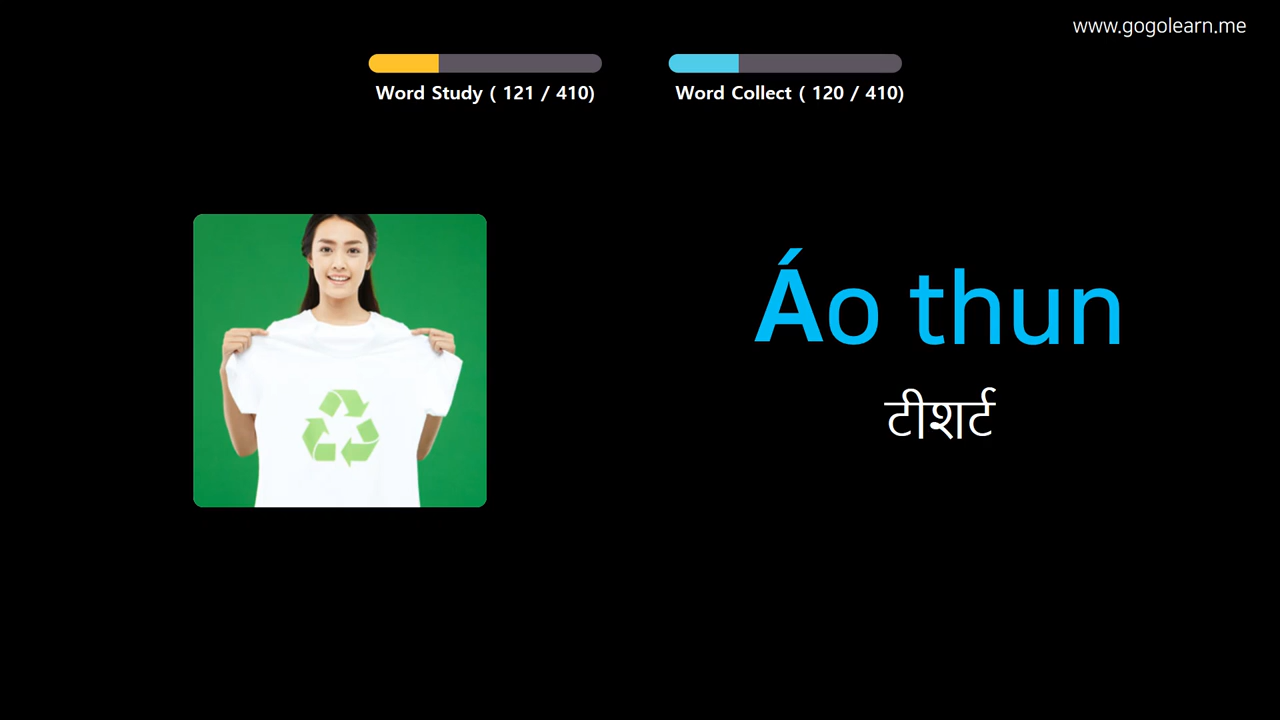 www.gogolearn.me
Word Study ( 121 / 410)
Word Collect ( 120 / 410)
Áo thun
टीशर्ट